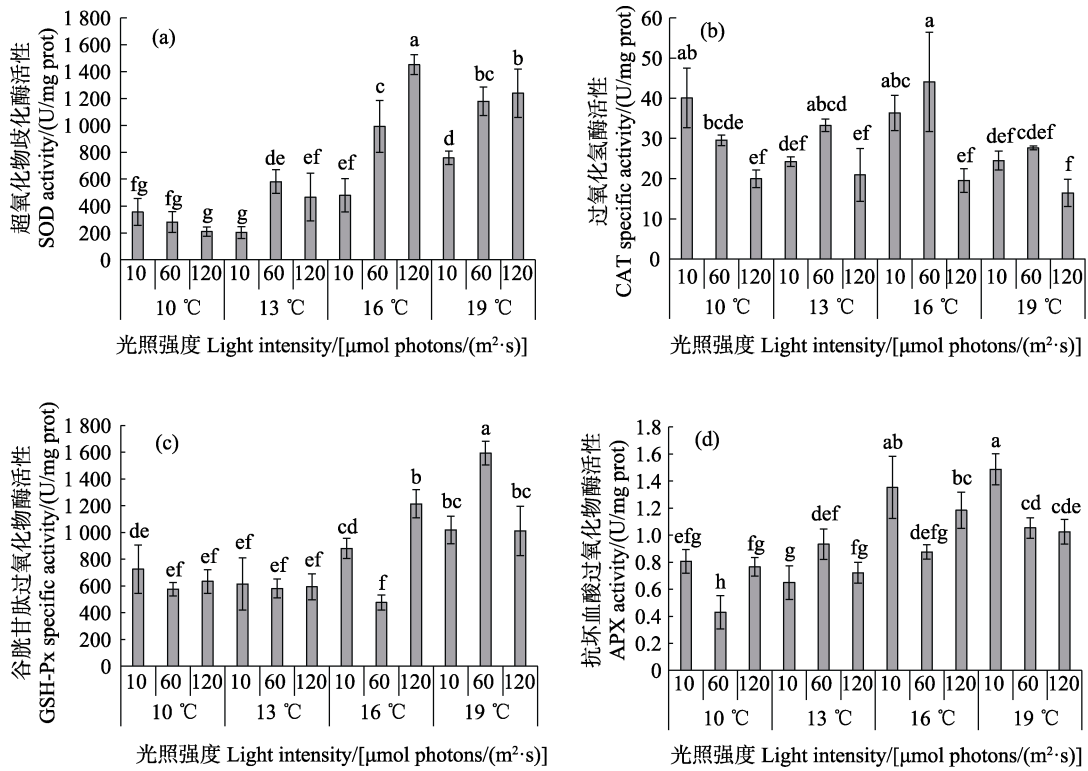 (a)
超氧化物歧化酶活性
SOD activity/(U/mg prot)
1 800
1 600
1 400
1 200
1 000
800
600
400
200
0
fg fg g g de ef ef c a d bc b
10 60 120 10 60 120 10 60 120 10 60 120
10 ℃ 13 ℃ 16 ℃ 19 ℃
光照强度 Light intensity/[μmol photons/(m²·s)]
(b)
过氧化氢酶活性
CAT specific activity/(U/mg prot)
60
50
40
30
20
10
0
ab bcde ef def abcd ef abc a ef def cdef f
10 60 120 10 60 120 10 60 120 10 60 120
10 ℃ 13 ℃ 16 ℃ 19 ℃
光照强度 Light intensity/[μmol photons/(m²·s)]
(c)
谷胱甘肽过氧化物酶活性
GSH-Px specific activity/(U/mg prot)
1 800
1 600
1 400
1 200
1 000
800
600
400
200
0
de ef ef ef ef ef cd f b bc a bc
10 60 120 10 60 120 10 60 120 10 60 120
10 ℃ 13 ℃ 16 ℃ 19 ℃
光照强度 Light intensity/[μmol photons/(m²·s)]
(d)
抗坏血酸过氧化物酶活性
APX activity/(U/mg prot)
1.8
1.6
1.4
1.2
1.0
0.8
0.6
0.4
0.2
0
efg h fg g def fg ab defg bc a cd cde
10 60 120 10 60 120 10 60 120 10 60 120
10 ℃ 13 ℃ 16 ℃ 19 ℃
光照强度 Light intensity/[μmol photons/(m²·s)]